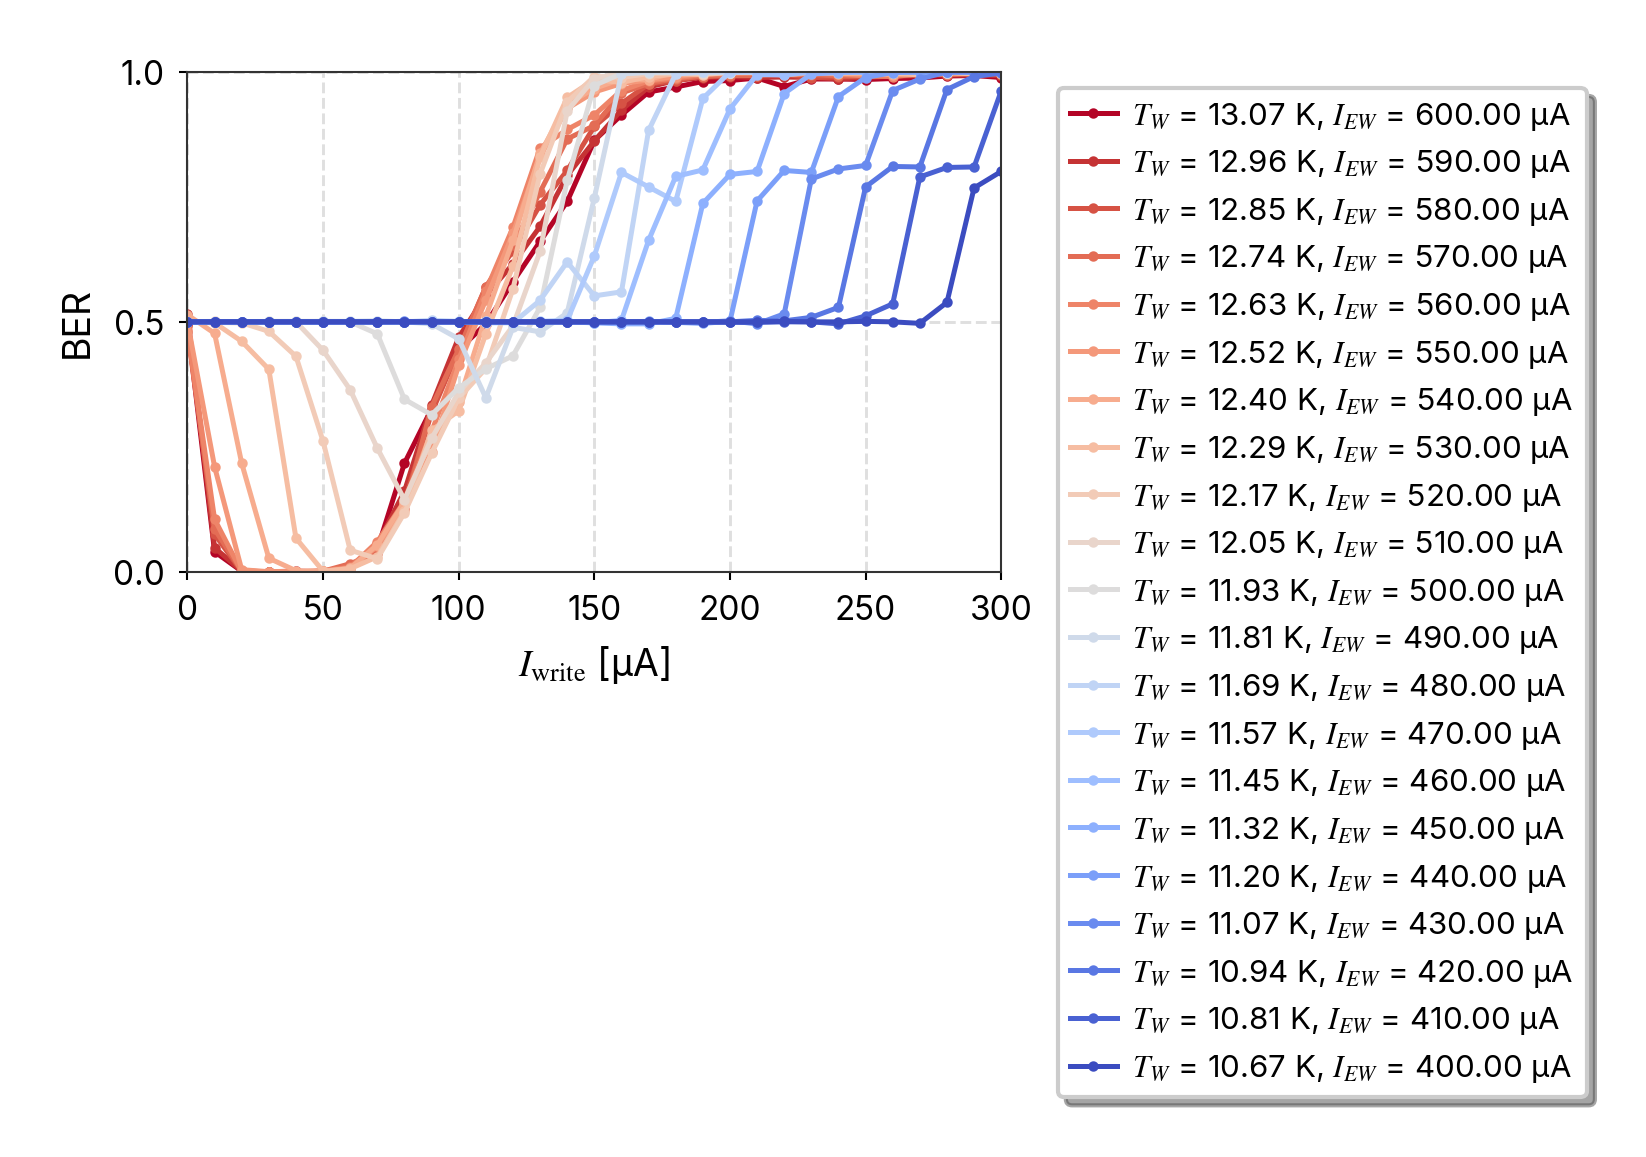 1.0
0.5
0.0
BER
0 50 100 150 200 250 300
I_write [µA]
T_W = 13.07 K, I_EW = 600.00 µA
T_W = 12.96 K, I_EW = 590.00 µA
T_W = 12.85 K, I_EW = 580.00 µA
T_W = 12.74 K, I_EW = 570.00 µA
T_W = 12.63 K, I_EW = 560.00 µA
T_W = 12.52 K, I_EW = 550.00 µA
T_W = 12.40 K, I_EW = 540.00 µA
T_W = 12.29 K, I_EW = 530.00 µA
T_W = 12.17 K, I_EW = 520.00 µA
T_W = 12.05 K, I_EW = 510.00 µA
T_W = 11.93 K, I_EW = 500.00 µA
T_W = 11.81 K, I_EW = 490.00 µA
T_W = 11.69 K, I_EW = 480.00 µA
T_W = 11.57 K, I_EW = 470.00 µA
T_W = 11.45 K, I_EW = 460.00 µA
T_W = 11.32 K, I_EW = 450.00 µA
T_W = 11.20 K, I_EW = 440.00 µA
T_W = 11.07 K, I_EW = 430.00 µA
T_W = 10.94 K, I_EW = 420.00 µA
T_W = 10.81 K, I_EW = 410.00 µA
T_W = 10.67 K, I_EW = 400.00 µA